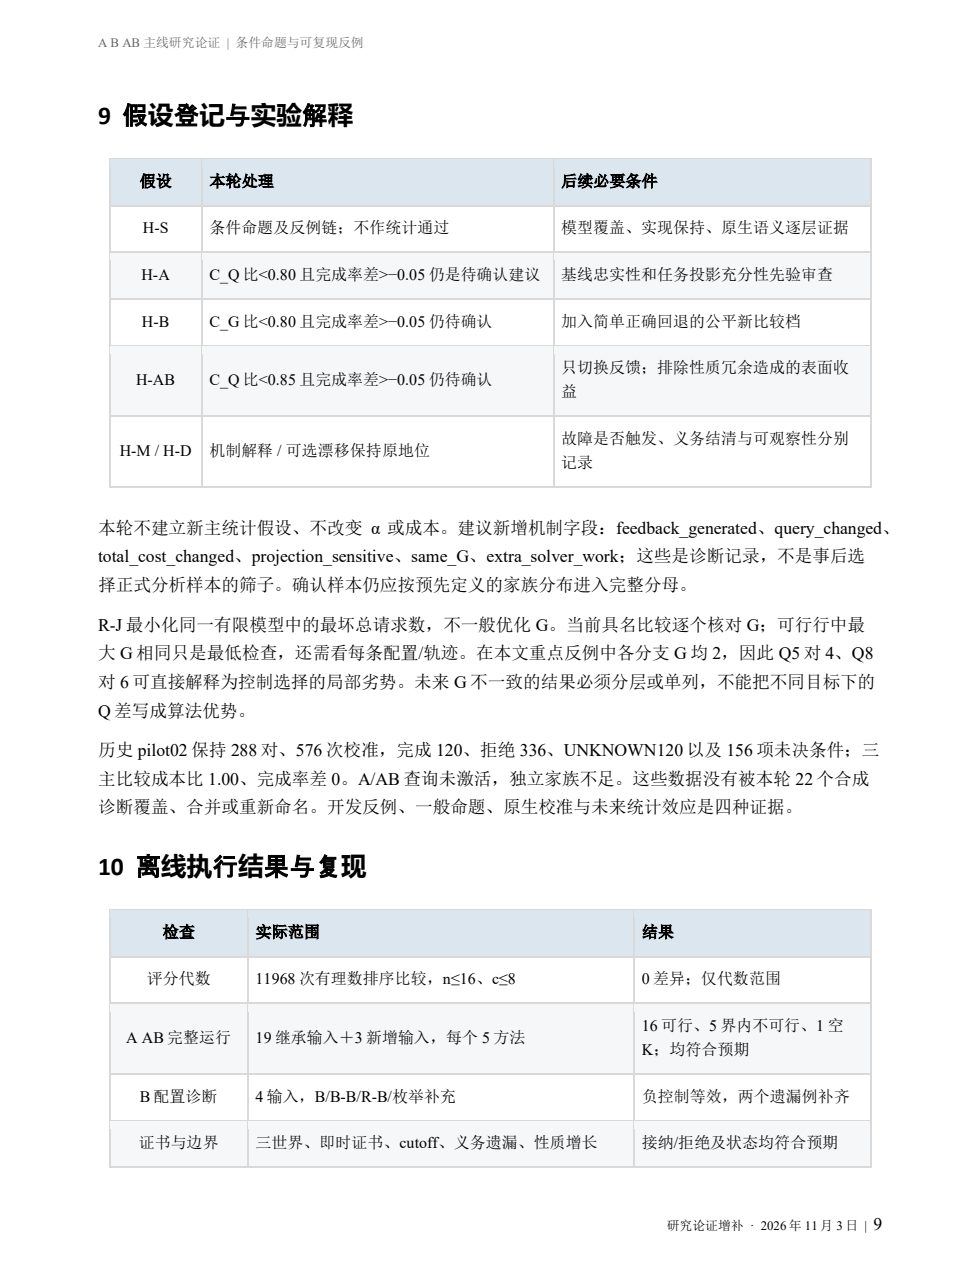 A B AB 主线研究论证 | 条件命题与可复现反例
9 假设登记与实验解释
假设 本轮处理 后续必要条件
H-S 条件命题及反例链；不作统计通过 模型覆盖、实现保持、原生语义逐层证据
H-A C_Q 比<0.80 且完成率差>−0.05 仍是待确认建议 基线忠实性和任务投影充分性先验审查
H-B C_G 比<0.80 且完成率差>−0.05 仍待确认 加入简单正确回退的公平新比较档
H-AB C_Q 比<0.85 且完成率差>−0.05 仍待确认 只切换反馈；排除性质冗余造成的表面收
益
H-M / H-D 机制解释 / 可选漂移保持原地位 故障是否触发、义务结清与可观察性分别
记录
本轮不建立新主统计假设、不改变 α 或成本。建议新增机制字段：feedback_generated、query_changed、
total_cost_changed、projection_sensitive、same_G、extra_solver_work；这些是诊断记录，不是事后选
择正式分析样本的筛子。确认样本仍应按预先定义的家族分布进入完整分母。
R-J 最小化同一有限模型中的最坏总请求数，不一般优化 G。当前具名比较逐个核对 G；可行行中最
大 G 相同只是最低检查，还需看每条配置/轨迹。在本文重点反例中各分支 G 均 2，因此 Q5 对 4、Q8
对 6 可直接解释为控制选择的局部劣势。未来 G 不一致的结果必须分层或单列，不能把不同目标下的
Q 差写成算法优势。
历史 pilot02 保持 288 对、576 次校准，完成 120、拒绝 336、UNKNOWN120 以及 156 项未决条件；三
主比较成本比 1.00、完成率差 0。A/AB 查询未激活，独立家族不足。这些数据没有被本轮 22 个合成
诊断覆盖、合并或重新命名。开发反例、一般命题、原生校准与未来统计效应是四种证据。
10 离线执行结果与复现
检查 实际范围 结果
评分代数 11968 次有理数排序比较，n≤16、c≤8 0 差异；仅代数范围
A AB 完整运行 19 继承输入＋3 新增输入，每个 5 方法 16 可行、5 界内不可行、1 空
K；均符合预期
B 配置诊断 4 输入，B/B-B/R-B/枚举补充 负控制等效，两个遗漏例补齐
证书与边界 三世界、即时证书、cutoff、义务遗漏、性质增长 接纳/拒绝及状态均符合预期
研究论证增补 · 2026 年 11 月 3 日 | 9